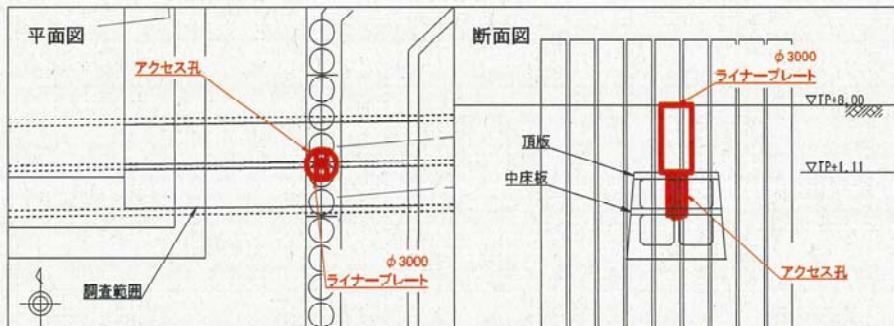 平面図
アクセス孔
φ3000
ライナープレート
調査範囲
断面図
φ3000
ライナープレート
▽TP+8,00
頂版
▽TP+1,11
中床板
アクセス孔